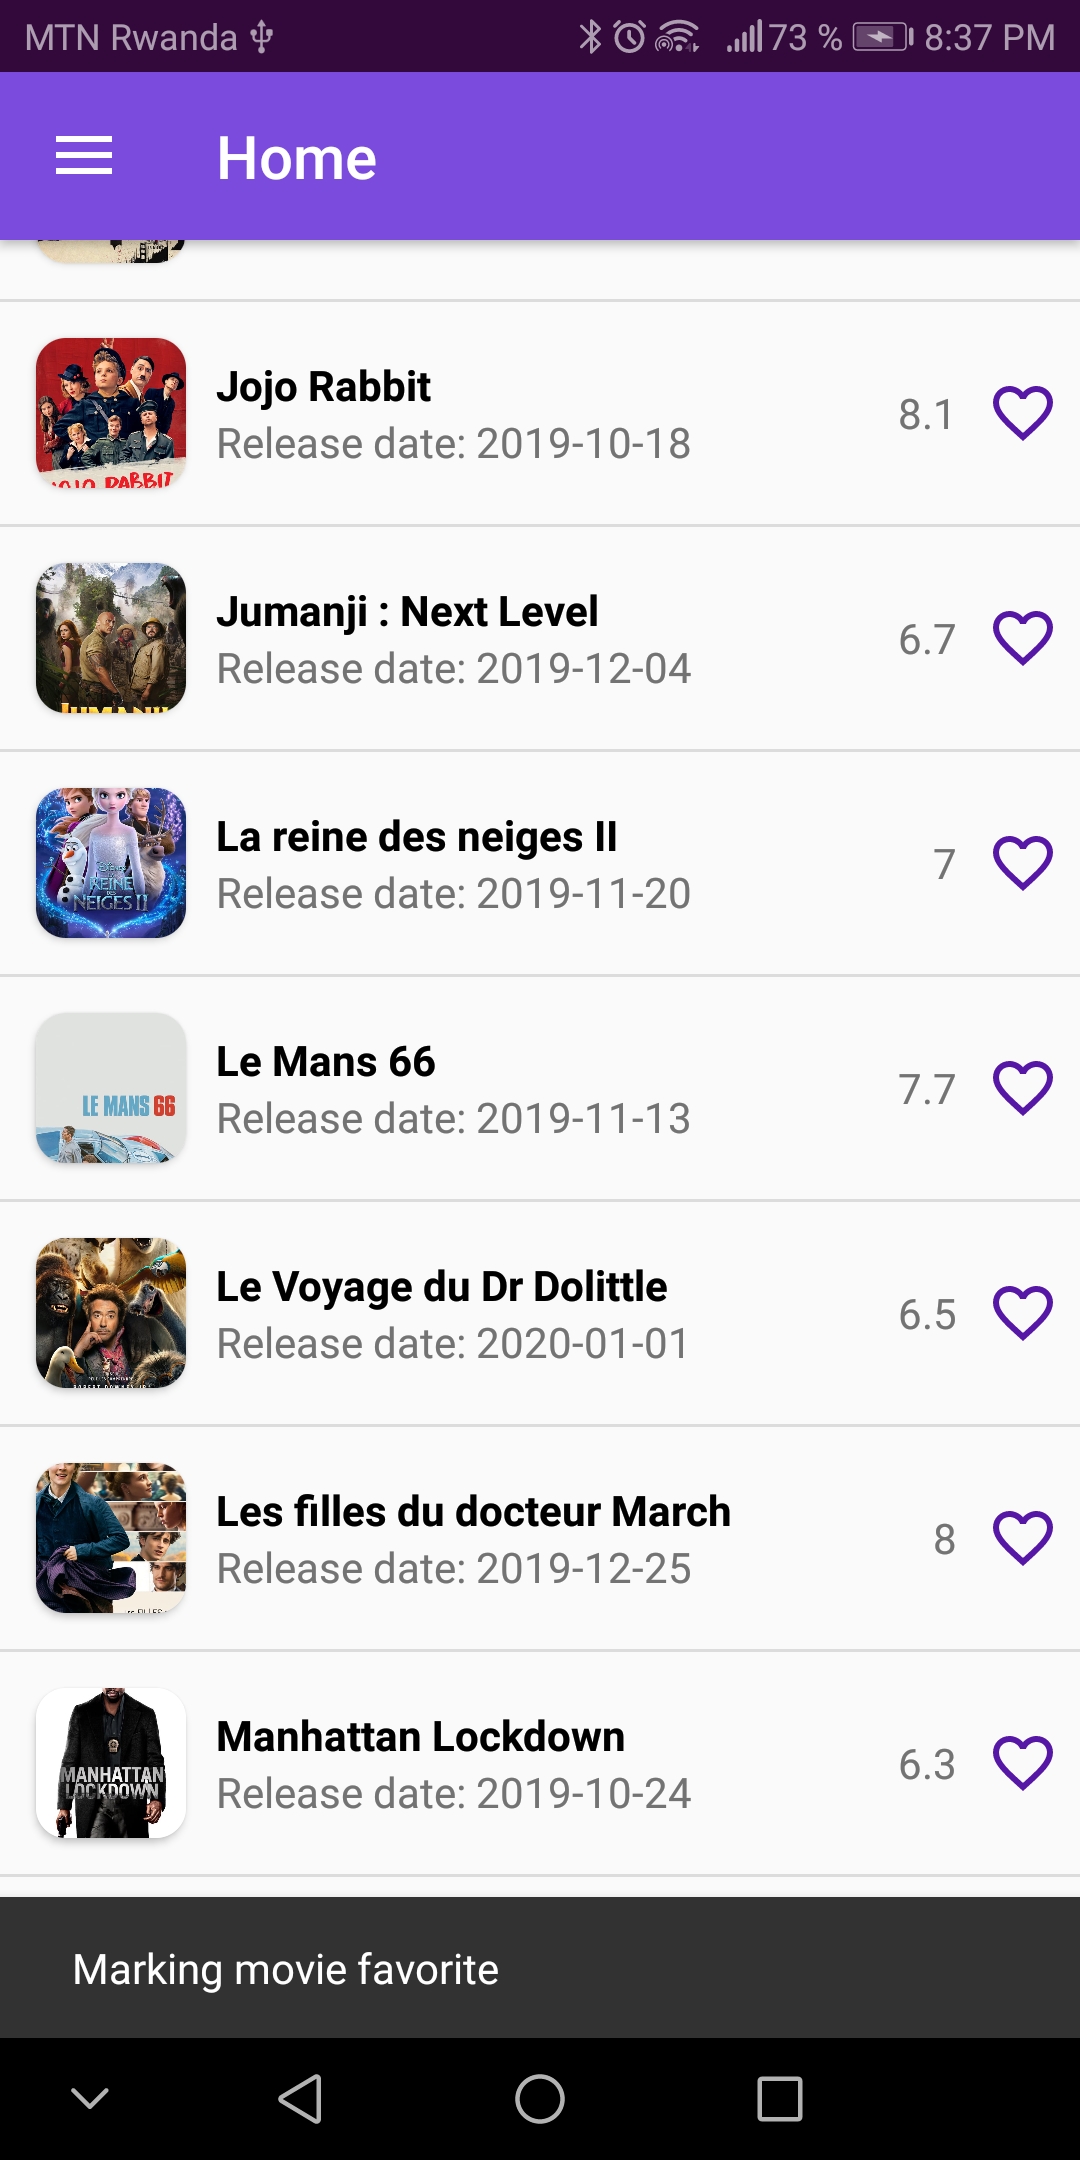 MTN Rwanda 73 % 8:37 PM
Home
JOJO RABBIT
Jojo Rabbit
Release date: 2019-10-18
8.1
JUMANJI
Jumanji : Next Level
Release date: 2019-12-04
6.7
Disney
LA REINE
DES
NEIGES II
La reine des neiges II
Release date: 2019-11-20
7
LE MANS 66
Le Mans 66
Release date: 2019-11-13
7.7
Le Voyage du Dr Dolittle
Release date: 2020-01-01
6.5
Les filles du docteur March
Release date: 2019-12-25
8
MANHATTAN
LOCKDOWN
Manhattan Lockdown
Release date: 2019-10-24
6.3
Marking movie favorite